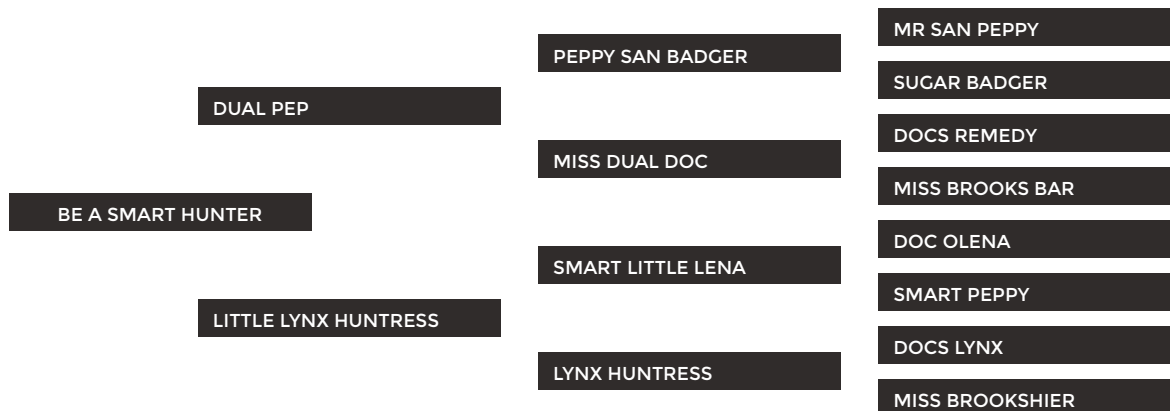 MR SAN PEPPY
PEPPY SAN BADGER
SUGAR BADGER
DUAL PEP
DOCS REMEDY
MISS DUAL DOC
MISS BROOKS BAR
BE A SMART HUNTER
DOC OLENA
SMART LITTLE LENA
SMART PEPPY
LITTLE LYNX HUNTRESS
DOCS LYNX
LYNX HUNTRESS
MISS BROOKSHIER